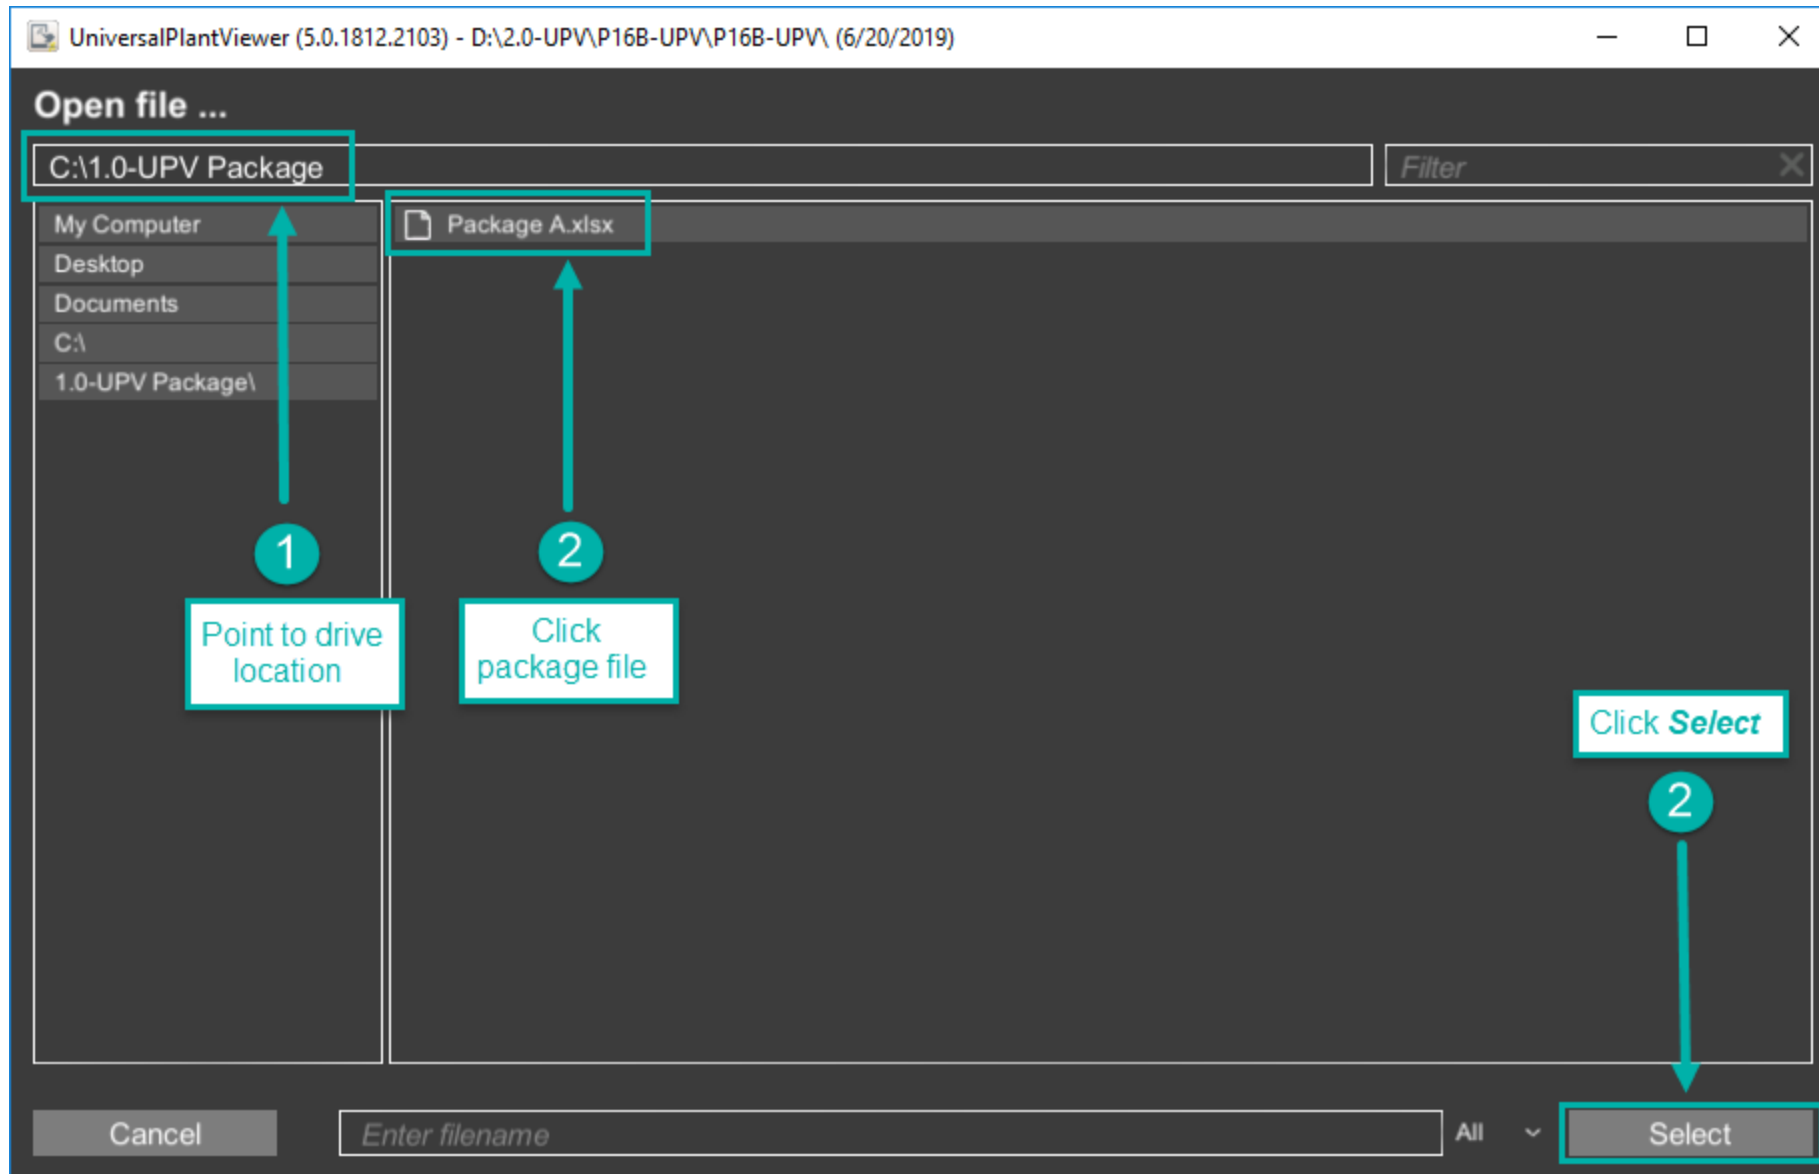 UniversalPlantViewer (5.0.1812.2103) - D:\2.0-UPV\P16B-UPV\P16B-UPV\ (6/20/2019)
Open file ...
C:\1.0-UPV Package
Filter
My Computer
Package A.xlsx
Desktop
Documents
C:\
1.0-UPV Package\
1
2
Point to drive
location
Click
package file
Click Select
2
Cancel
Enter filename
All
Select